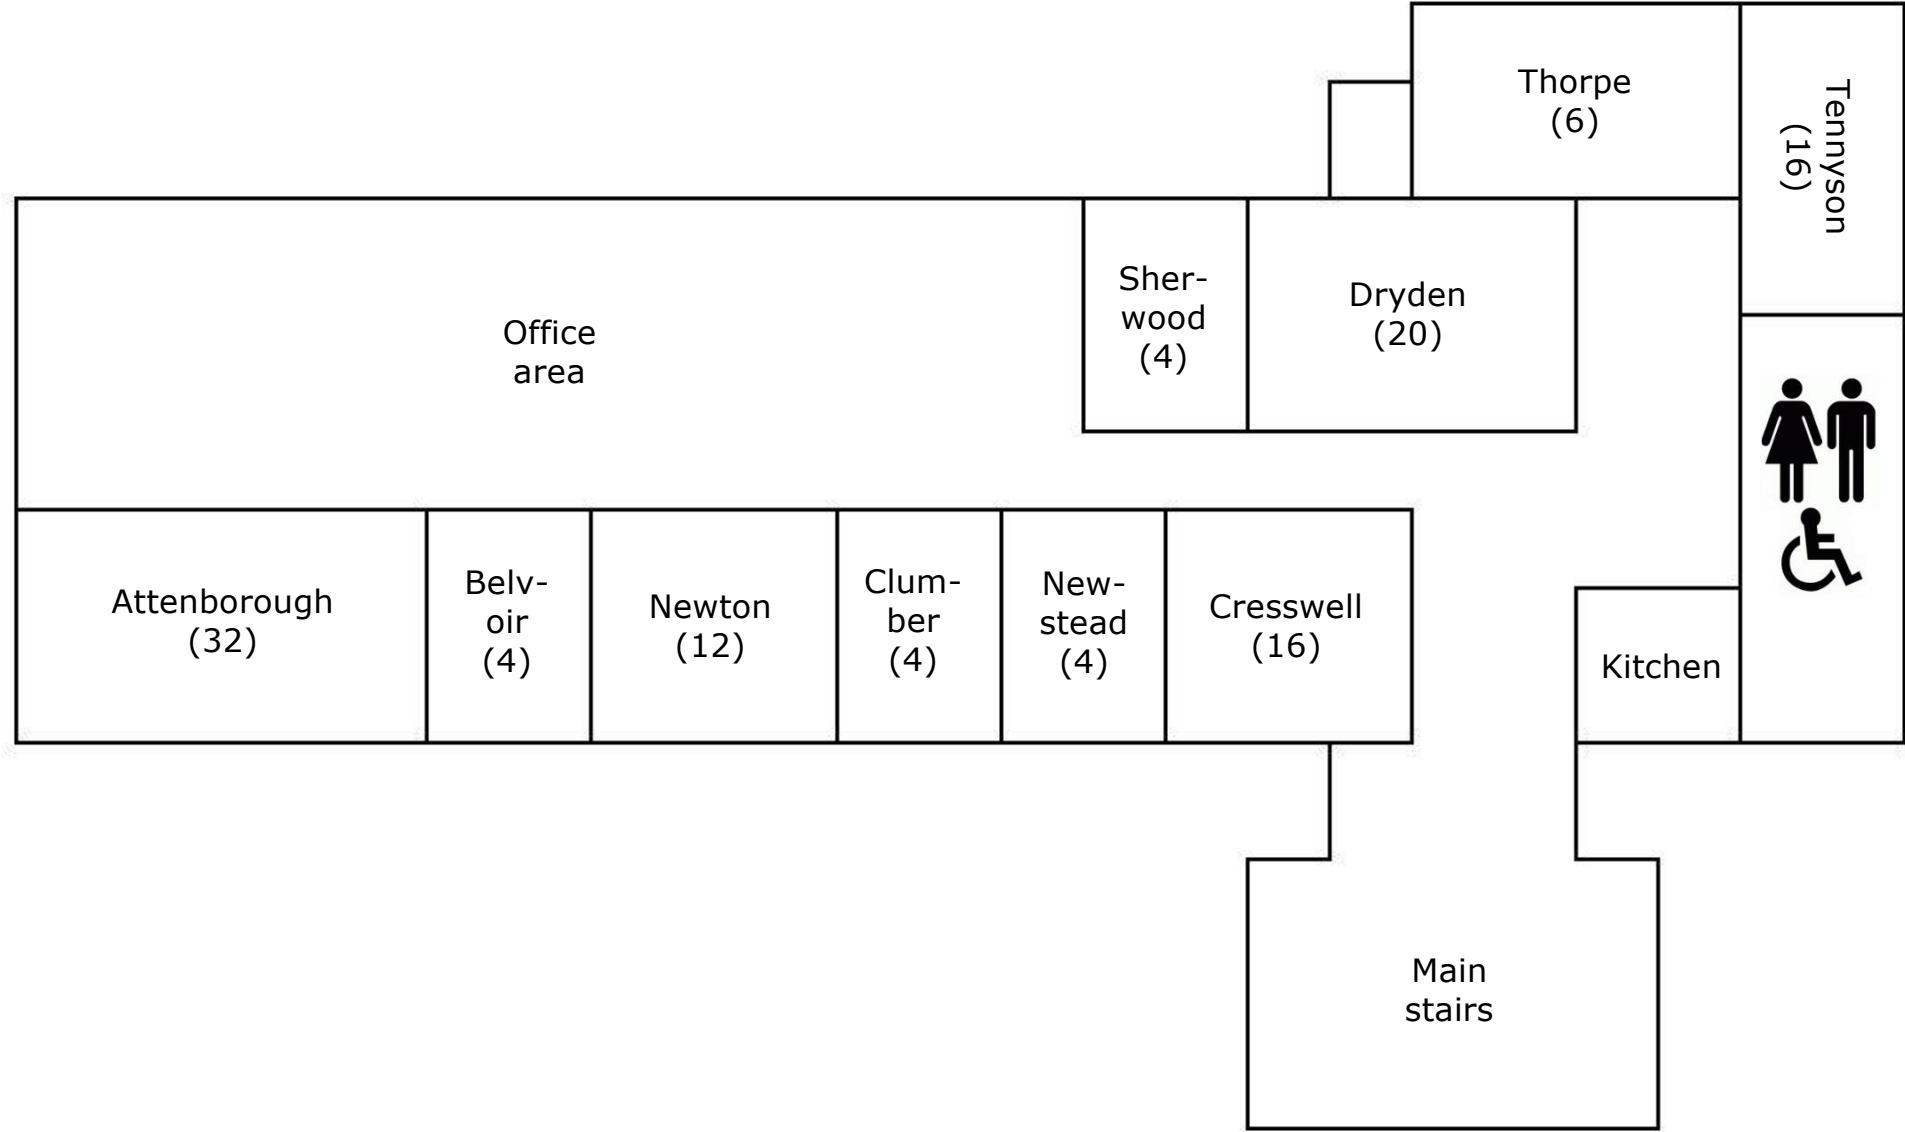 Thorpe
(6)
Tennyson
(16)
Office
area
Sher-
wood
(4)
Dryden
(20)
Attenborough
(32)
Belv-
oir
(4)
Newton
(12)
Clum-
ber
(4)
New-
stead
(4)
Cresswell
(16)
Kitchen
Main
stairs